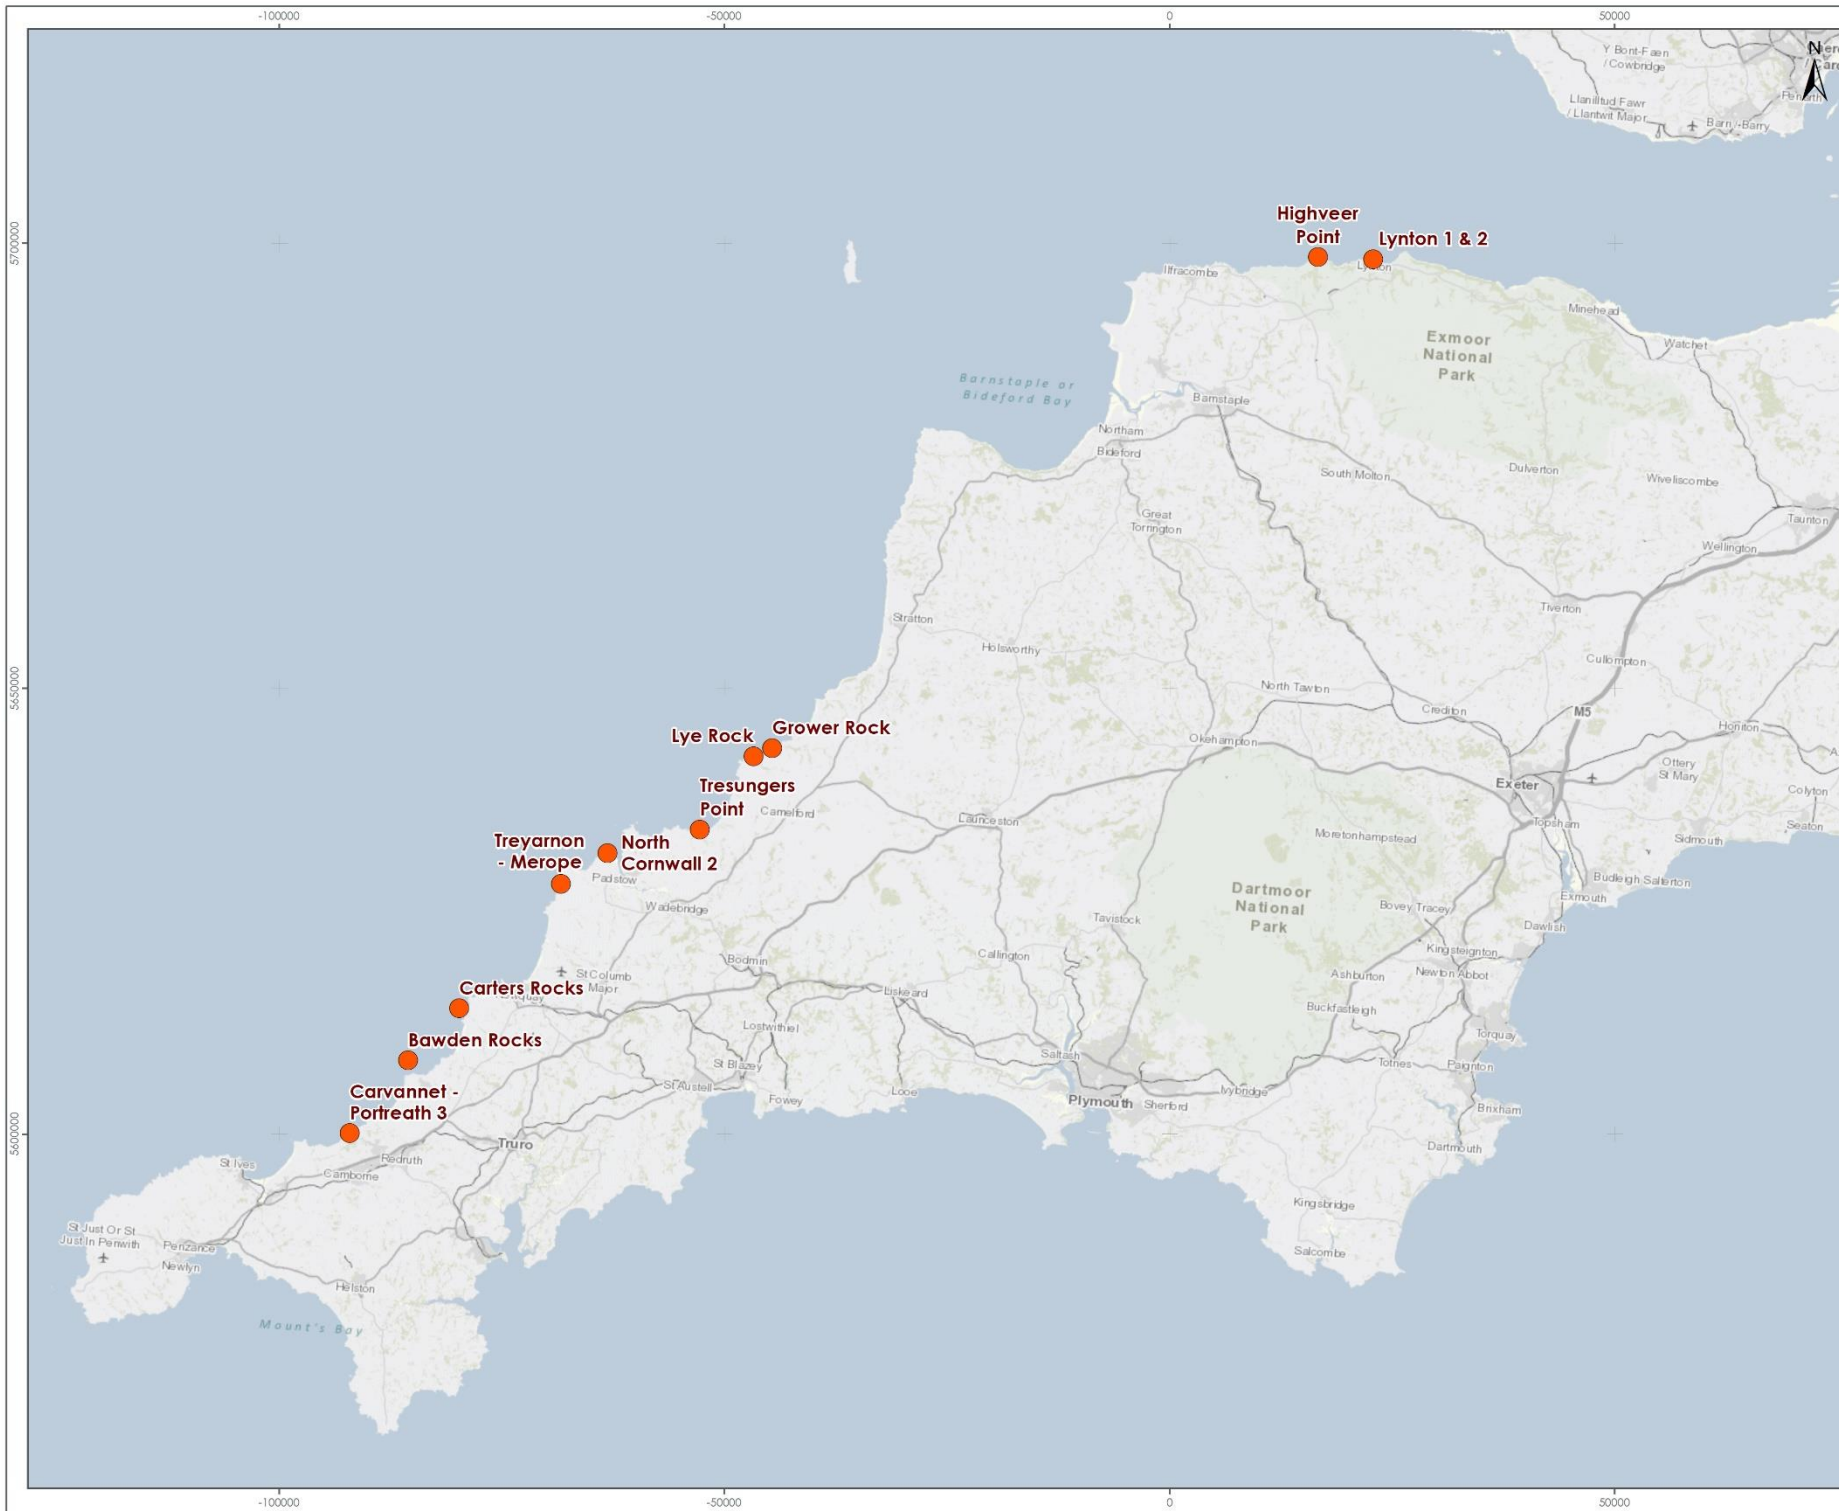 -100000
-50000
0
50000
Y Bont-Faen
/ Cowbridge
N
Llanilltud Fawr
/ Llantwit Major
Penarth
Barri /Barry
5700000
Highveer
Point
Lynton 1 & 2
Ilfracombe
Lynton
Minehead
Watchet
Exmoor
National
Park
Barnstaple or
Bideford Bay
Barnstaple
Northam
Bideford
South Molton
Dulverton
Wiveliscombe
Great
Torrington
Taunton
Wellington
Tiverton
Stratton
Holsworthy
Cullompton
5650000
North Tawton
Crediton
M5
Honiton
Lye Rock
Grower Rock
Okehampton
Ottery
St Mary
Exeter
Tresungers
Point
Camelford
Launceston
Colyton
Topsham
Seaton
Moretonhampstead
Sidmouth
Treyarnon
- Merope
North
Cornwall 2
Padstow
Budleigh Salterton
Exmouth
Dartmoor
National
Park
Wadebridge
Tavistock
Bovey Tracey
Dawlish
Bodmin
Callington
Kingsteignton
Newton Abbot
Ashburton
St Columb
Major
Carters Rocks
Liskeard
Buckfastleigh
Lostwithiel
Torquay
Bawden Rocks
Saltash
St Blazey
Totnes
Paignton
St Austell
Looe
Fowey
Ivybridge
Plymouth
Sherford
Brixham
Carvannet -
Portreath 3
5600000
Truro
Dartmouth
Redruth
St Ives
Camborne
Kingsbridge
St Just Or St
Just In Penwith
Penzance
Newlyn
Salcombe
Helston
Mount's Bay
-100000
-50000
0
50000